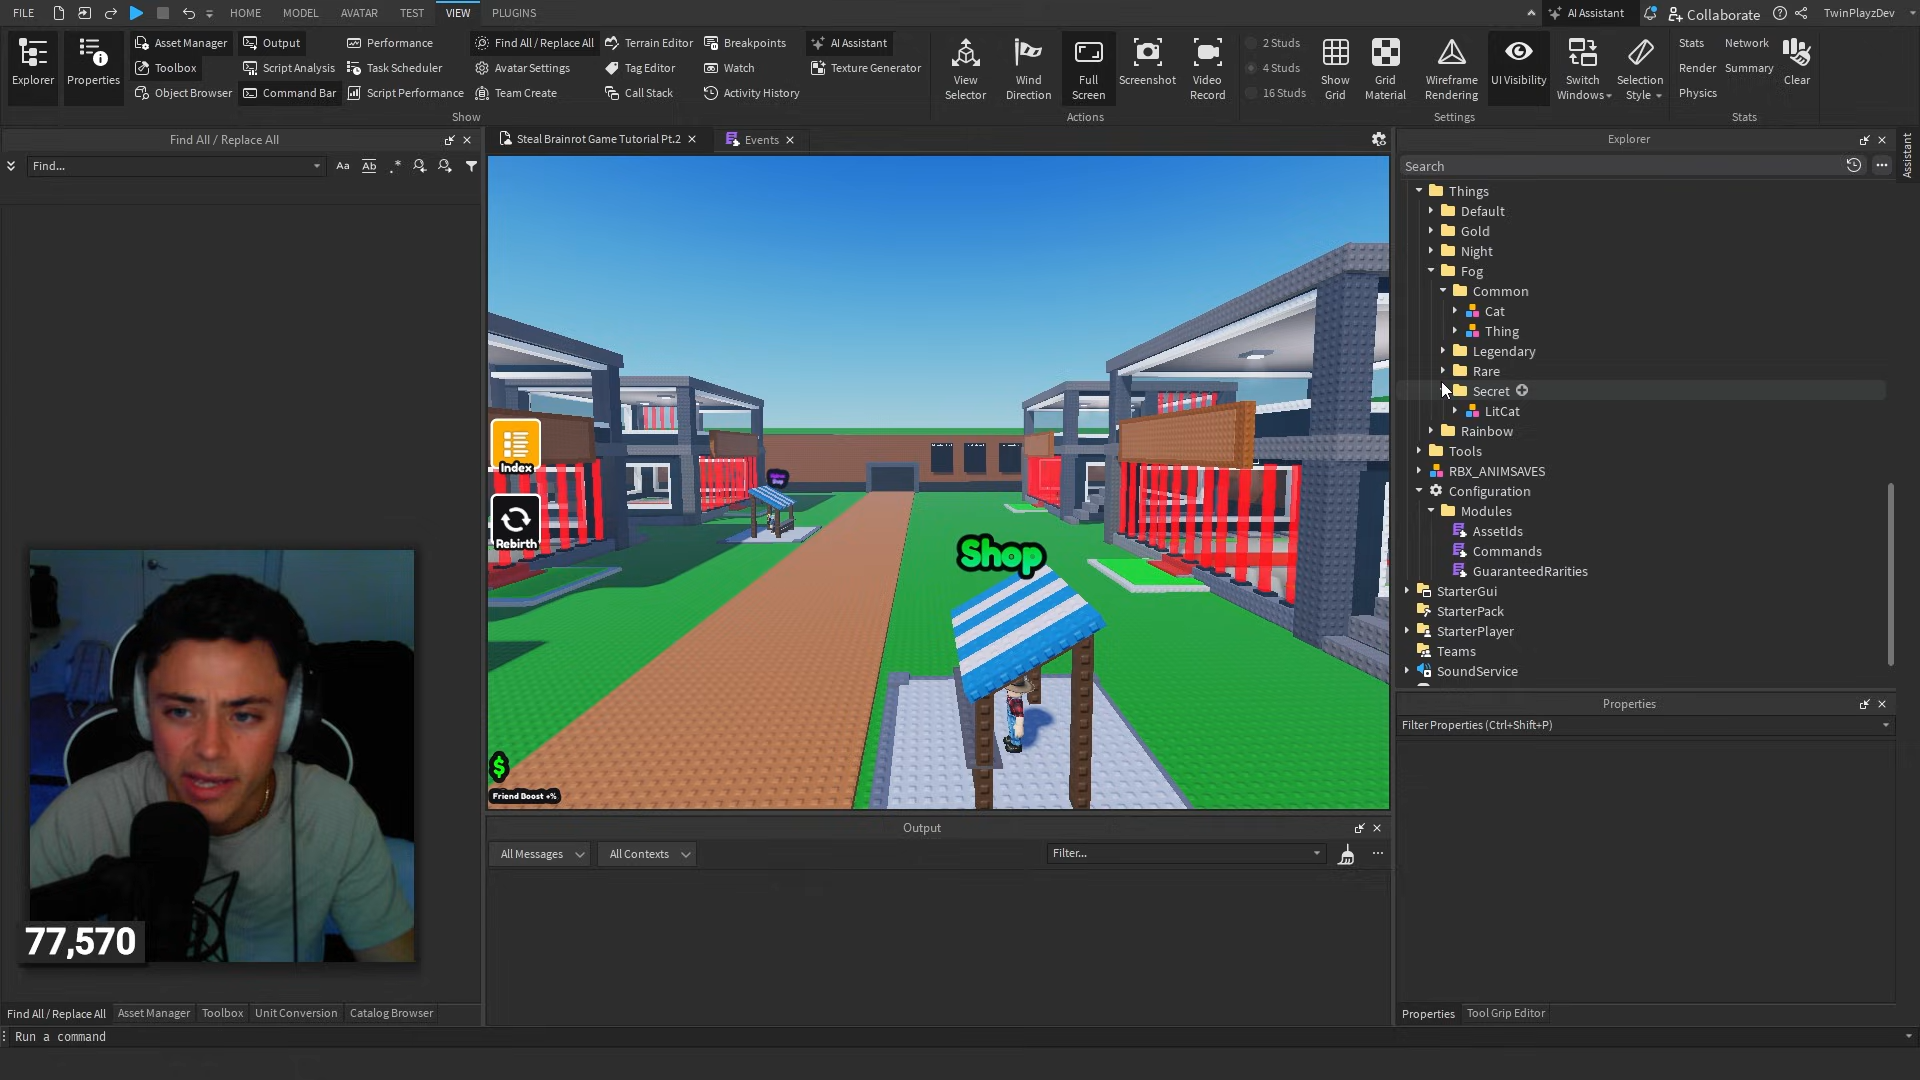 FILE HOME MODEL AVATAR TEST VIEW PLUGINS AI Assistant Collaborate TwinPlayzDev
Explorer
Properties
Asset Manager
Toolbox
Object Browser
Output
Script Analysis
Command Bar
Performance
Task Scheduler
Script Performance
Find All / Replace All
Avatar Settings
Team Create
Terrain Editor
Tag Editor
Call Stack
Breakpoints
Watch
Activity History
AI Assistant
Texture Generator
Show
View
Selector
Wind
Direction
Full
Screen
Screenshot
Video
Record
Actions
2 Studs
4 Studs
16 Studs
Show
Grid
Grid
Material
Wireframe
Rendering
UI Visibility
Switch
Windows
Selection
Style
Settings
Stats
Render
Physics
Network
Summary
Clear
Stats
Find All / Replace All
Find...
Aa
Ab
.*
Steal Brainrot Game Tutorial Pt.2
Events
Index
Rebirth
Shop
$
Friend Boost +%
77,570
Output
All Messages
All Contexts
Filter...
Explorer
Assistant
Search
Things
Default
Gold
Night
Fog
Common
Cat
Thing
Legendary
Rare
Secret
LitCat
Rainbow
Tools
RBX_ANIMSAVES
Configuration
Modules
AssetIds
Commands
GuaranteedRarities
StarterGui
StarterPack
StarterPlayer
Teams
SoundService
Properties
Filter Properties (Ctrl+Shift+P)
Find All / Replace All Asset Manager Toolbox Unit Conversion Catalog Browser
Properties Tool Grip Editor
Run a command